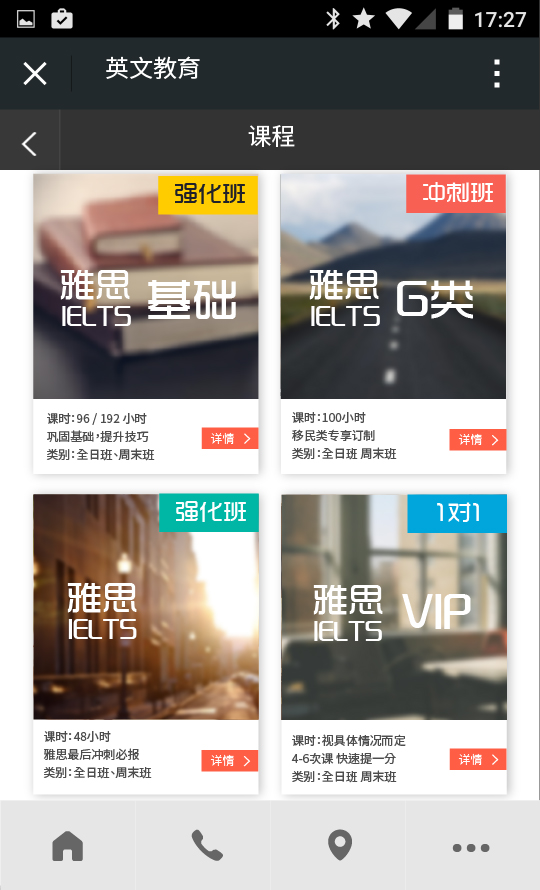 17:27
英文教育
课程
强化班
雅思 基础
IELTS
课时：96 / 192 小时
巩固基础，提升技巧
类别：全日班、周末班
详情
冲刺班
雅思 G类
IELTS
课时：100小时
移民类专享订制
类别：全日班 周末班
详情
强化班
雅思
IELTS
课时：48小时
雅思最后冲刺必报
类别：全日班、周末班
详情
1对1
雅思 VIP
IELTS
课时：视具体情况而定
4-6次课 快速提一分
类别：全日班 周末班
详情